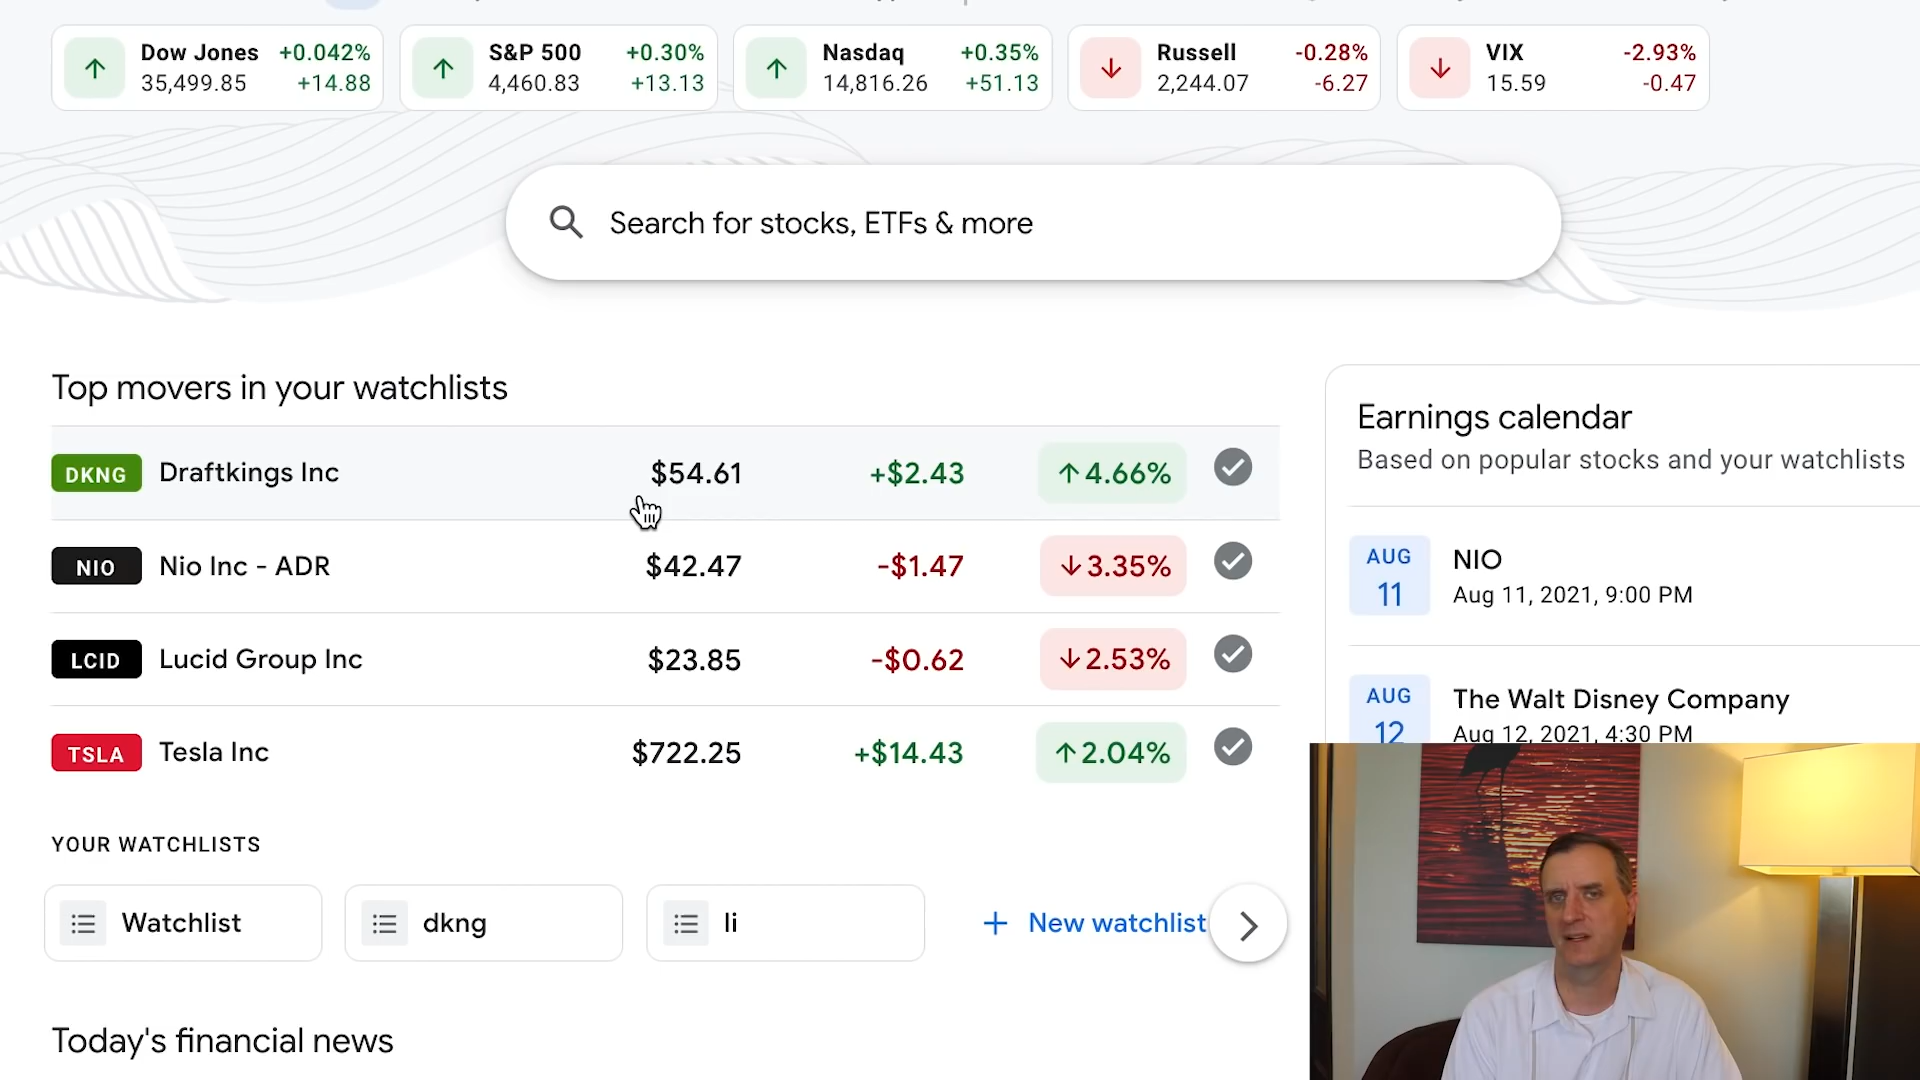 Dow Jones +0.042%
35,499.85 +14.88
S&P 500 +0.30%
4,460.83 +13.13
Nasdaq +0.35%
14,816.26 +51.13
Russell -0.28%
2,244.07 -6.27
VIX -2.93%
15.59 -0.47
Search for stocks, ETFs & more
Top movers in your watchlists
DKNG Draftkings Inc $54.61 +$2.43 ↑4.66%
NIO Nio Inc - ADR $42.47 -$1.47 ↓3.35%
LCID Lucid Group Inc $23.85 -$0.62 ↓2.53%
TSLA Tesla Inc $722.25 +$14.43 ↑2.04%
YOUR WATCHLISTS
Watchlist
dkng
li
+ New watchlist
Today's financial news
Earnings calendar
Based on popular stocks and your watchlists
AUG
11
NIO
Aug 11, 2021, 9:00 PM
AUG
12
The Walt Disney Company
Aug 12, 2021, 4:30 PM